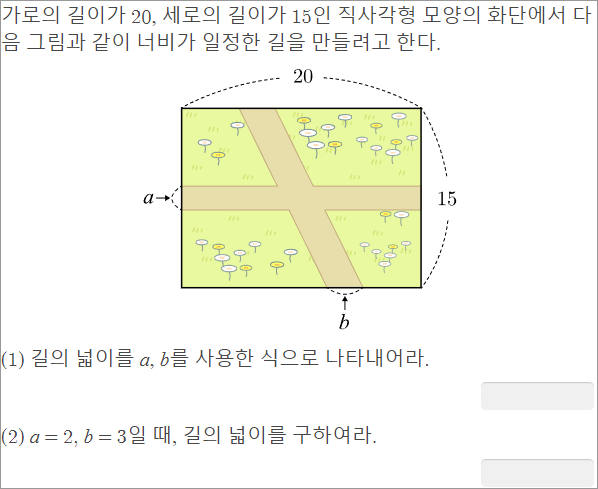 가로의 길이가 20, 세로의 길이가 15인 직사각형 모양의 화단에서 다
음 그림과 같이 너비가 일정한 길을 만들려고 한다.
20
a
15
b
(1) 길의 넓이를 a, b를 사용한 식으로 나타내어라.
(2) a = 2, b = 3일 때, 길의 넓이를 구하여라.